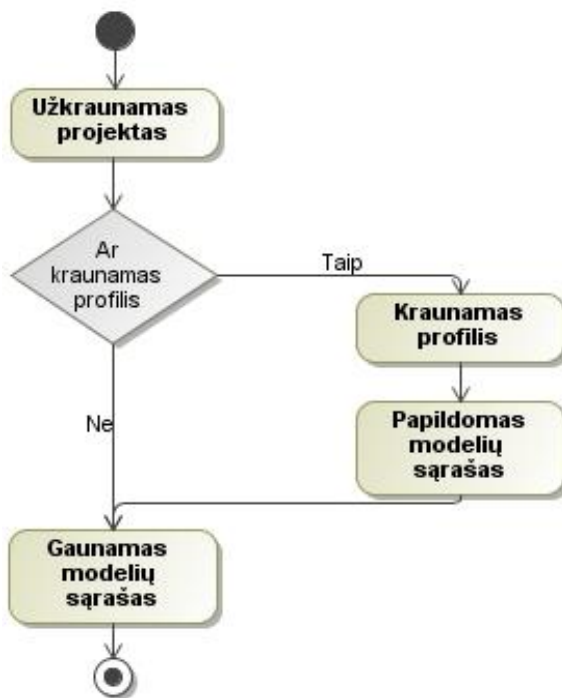 Užkraunamas
projektas
Ar
kraunamas
profilis
Taip
Kraunamas
profilis
Papildomas
modelių
sąrašas
Ne
Gaunamas
modelių
sąrašas